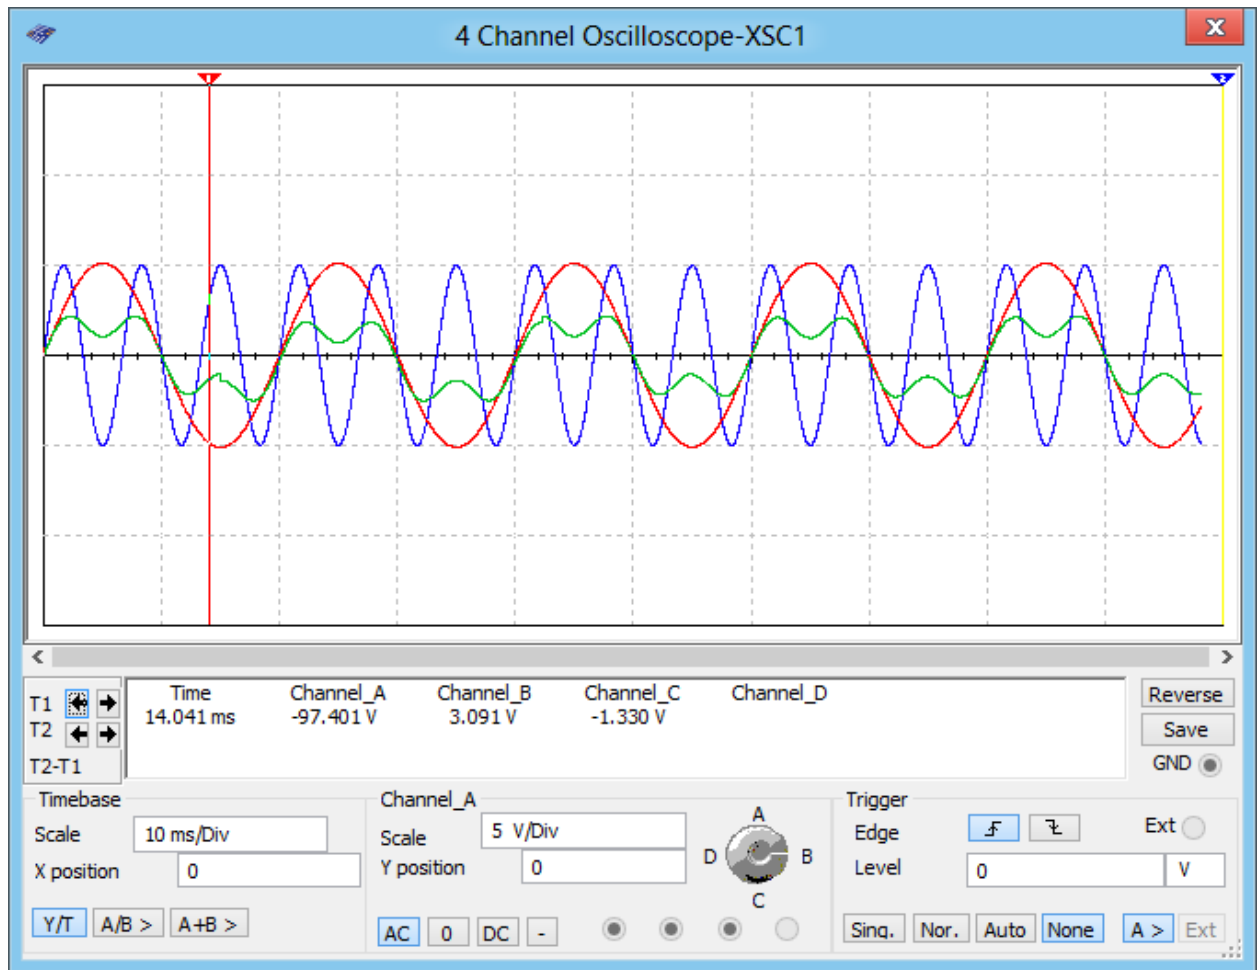 4 Channel Oscilloscope-XSC1
x
1
2
Time Channel_A Channel_B Channel_C Channel_D
T1 14.041 ms -97.401 V 3.091 V -1.330 V
T2
T2-T1
Reverse
Save
GND
Timebase
Scale 10 ms/Div
X position 0
Y/T A/B > A+B >
Channel_A
Scale 5 V/Div
Y position 0
AC 0 DC -
A
D B
C
Trigger
Edge Ext
Level 0 V
Sing. Nor. Auto None A > Ext